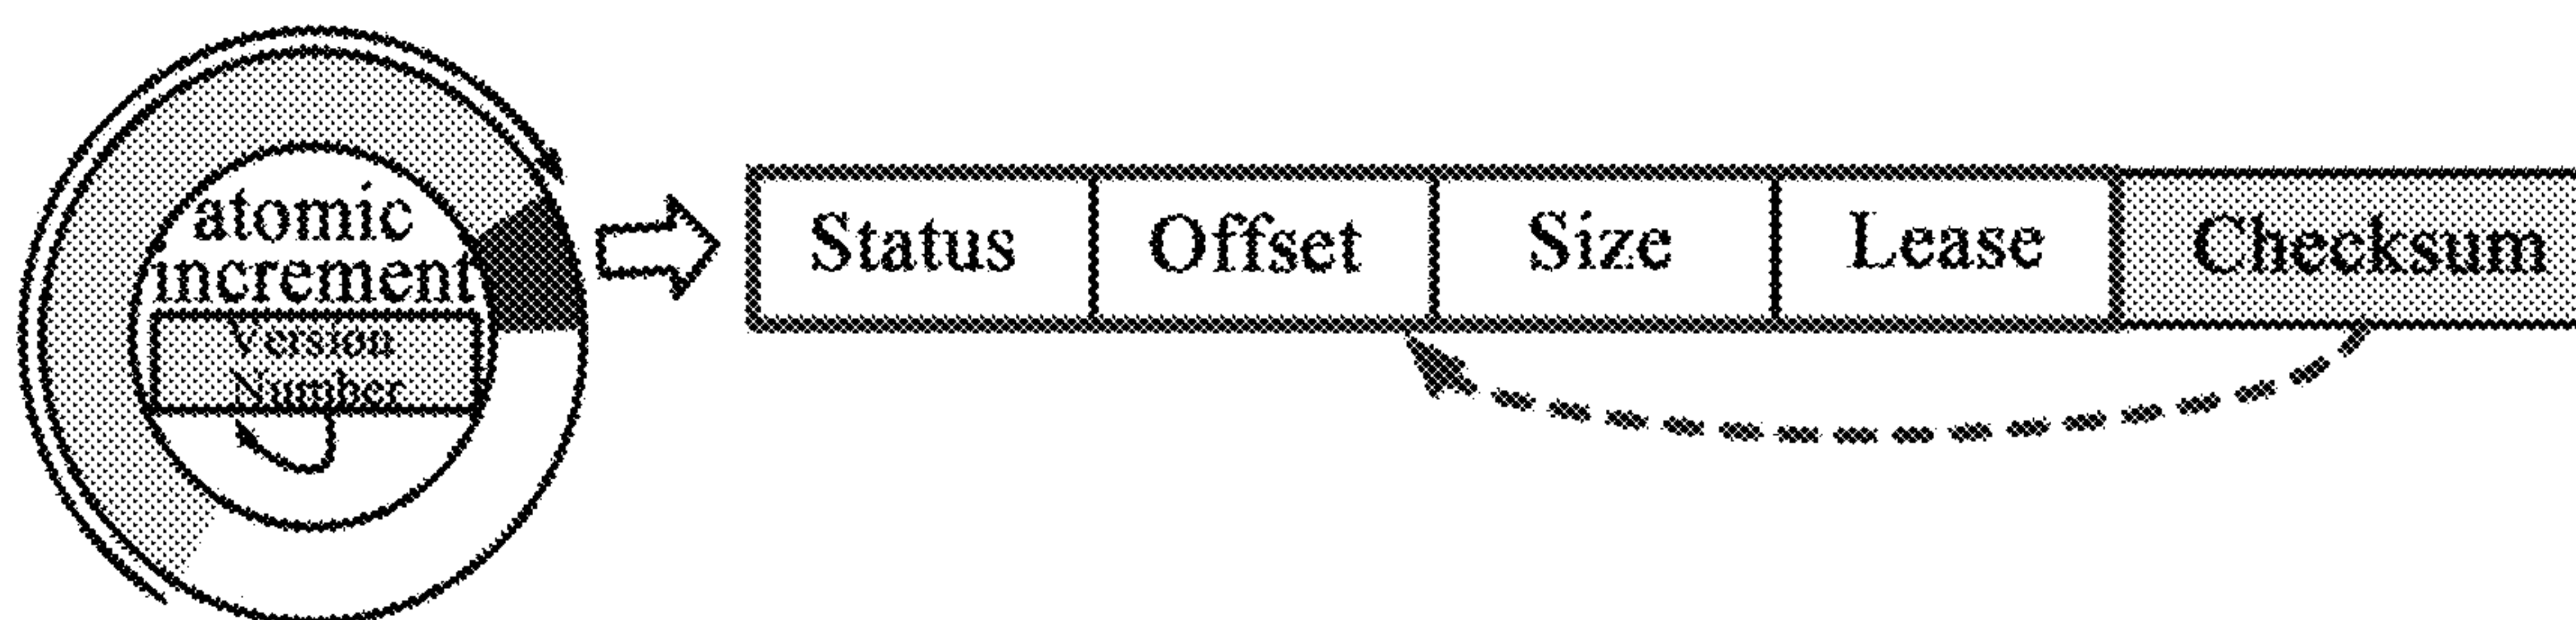 atomic
increment
Version
Number
Status Offset Size Lease Checksum